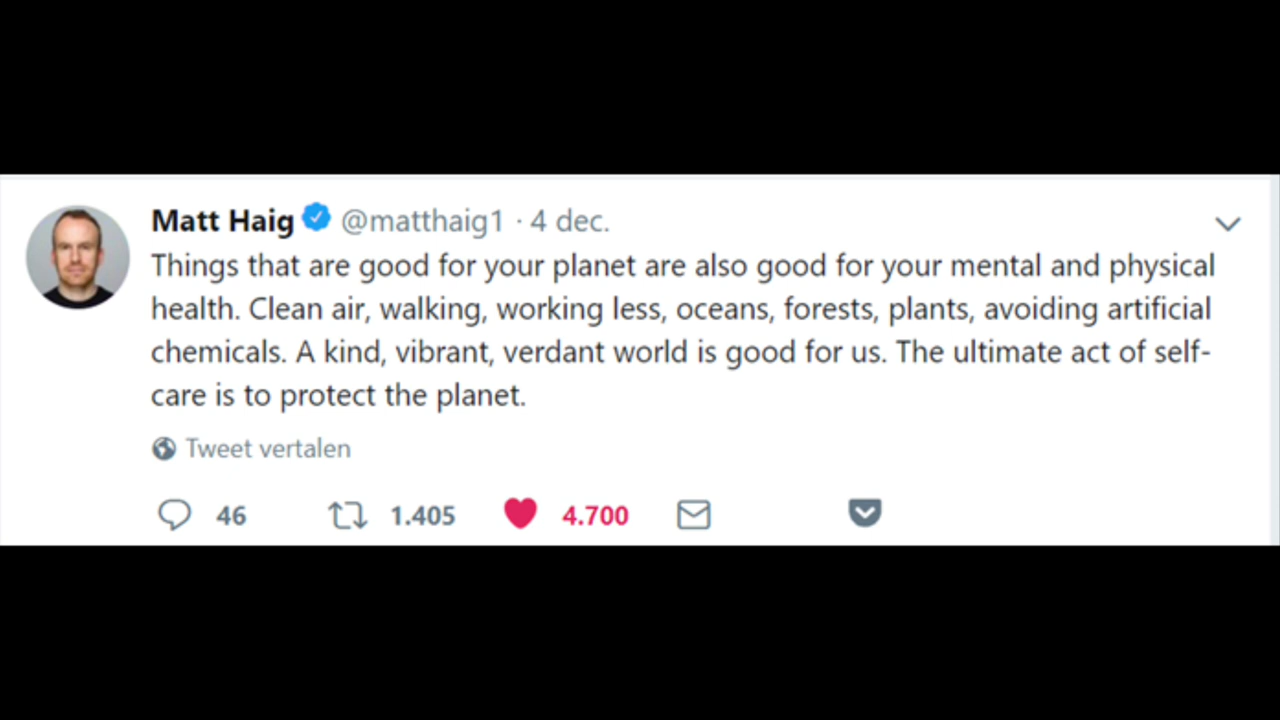 Matt Haig @matthaig1 · 4 dec.
Things that are good for your planet are also good for your mental and physical
health. Clean air, walking, working less, oceans, forests, plants, avoiding artificial
chemicals. A kind, vibrant, verdant world is good for us. The ultimate act of self-
care is to protect the planet.
Tweet vertalen
46 1.405 4.700